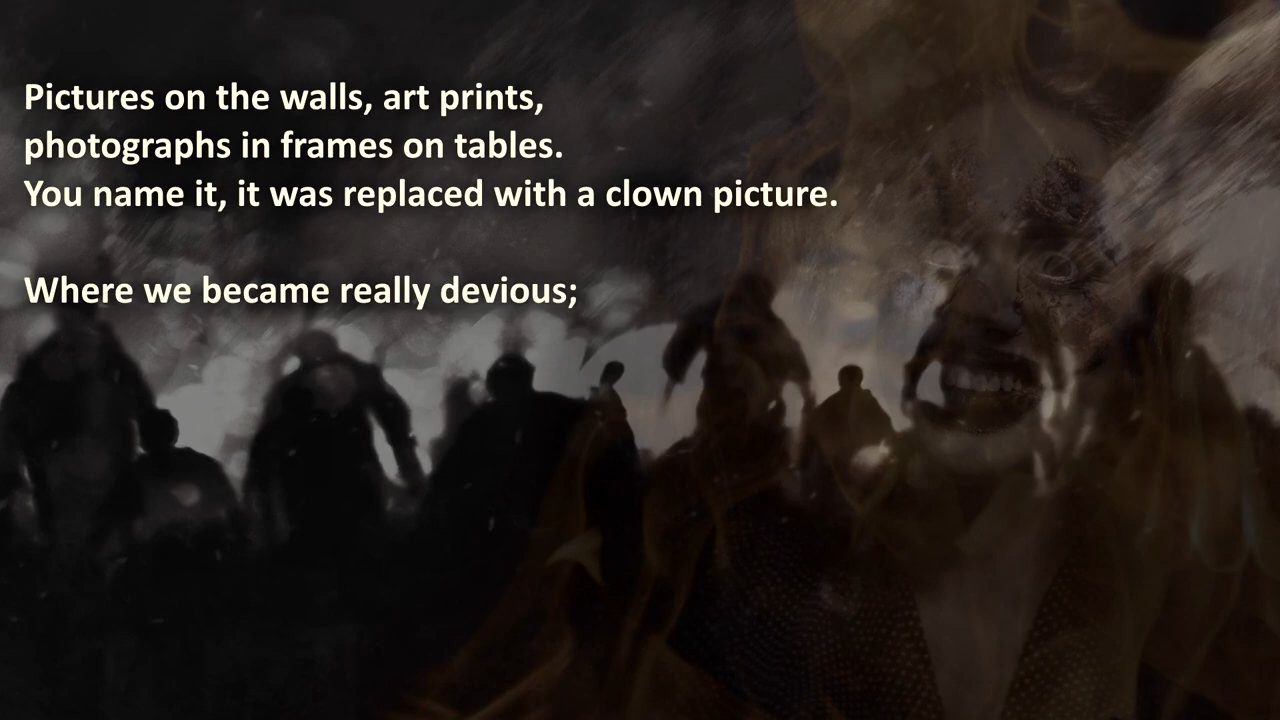 Pictures on the walls, art prints,
photographs in frames on tables.
You name it, it was replaced with a clown picture.
Where we became really devious;